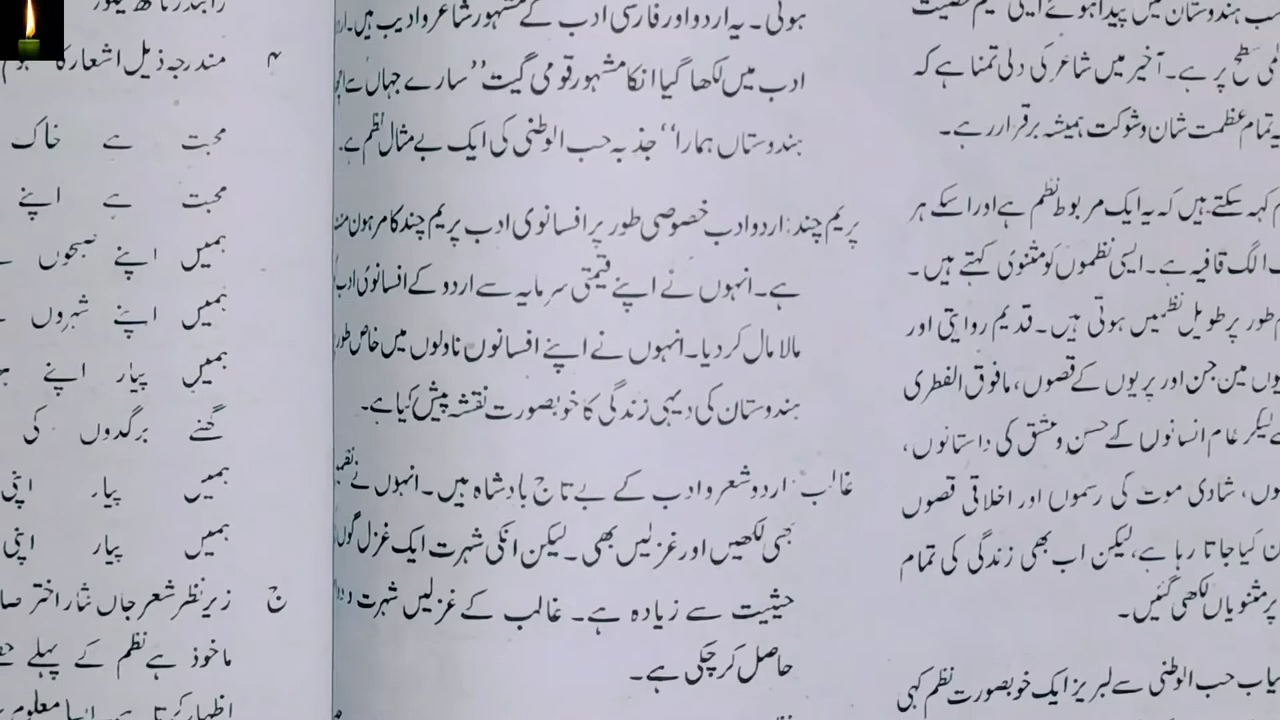 سب ہندوستان میں پیدا ہوئے ایسی
سطح پر ہے۔ آخیر میں شاعر کی دلی تمنا ہے کہ
تمام عظمت شان و شوکت ہمیشہ برقرار رہے۔
کہہ سکتے ہیں کہ یہ ایک مربوط نظم ہے اور اسکے ہر
الگ قافیہ ہے۔ ایسی نظموں کو مثنوی کہتے ہیں۔
طور پر طویل نظمیں ہوتی ہیں۔ قدیم روایتی اور
مین جن اور پریوں کے قصوں، مافوق الفطری
لیکر عام انسانوں کے حسن و عشق کی داستانوں،
شادی موت کی رسموں اور اخلاقی قصوں
کیا جاتا رہا ہے، لیکن اب بھی زندگی کی تمام
پر مثنویاں لکھی گئیں۔
حب الوطنی سے لبریز ایک خوبصورت نظم کہی
ہوئی۔ یہ اردو اور فارسی ادب کے مشہور شاعر و ادیب ہیں۔
ادب میں لکھا گیا انکا مشہور قومی گیت ”سارے جہاں سے
ہندوستاں ہمارا“ جذبہ حب الوطنی کی ایک بے مثال نظم ہے۔
پریم چند: اردو ادب خصوصی طور پر افسانوی ادب پریم چند کا مرہون
ہے۔ انہوں نے اپنے قیمتی سرمایہ سے اردو کے افسانوی ادب
مالا مال کر دیا۔ انہوں نے اپنے افسانوں ناولوں میں خاص طور
ہندوستان کی دیہی زندگی کا خوبصورت نقشہ پیش کیا ہے۔
غالب: اردو شعر و ادب کے بے تاج بادشاہ ہیں۔ انہوں نے
بھی لکھیں اور غزلیں بھی۔ لیکن انکی شہرت ایک غزل گو
حیثیت سے زیادہ ہے۔ غالب کے غزلیں شہرت
حاصل کر چکی ہے۔
۴ مندرجہ ذیل اشعار کا
محبت ہے خاک
محبت ہے اپنے
ہمیں اپنے صبحوں
ہمیں اپنے شہروں
ہمیں پیار اپنے
گھنے برگدوں کی
ہمیں پیار اپنی
ہمیں پیار اپنی
ج زیر نظر شعر جاں نثار اختر
ماخوذ ہے نظم کے پہلے